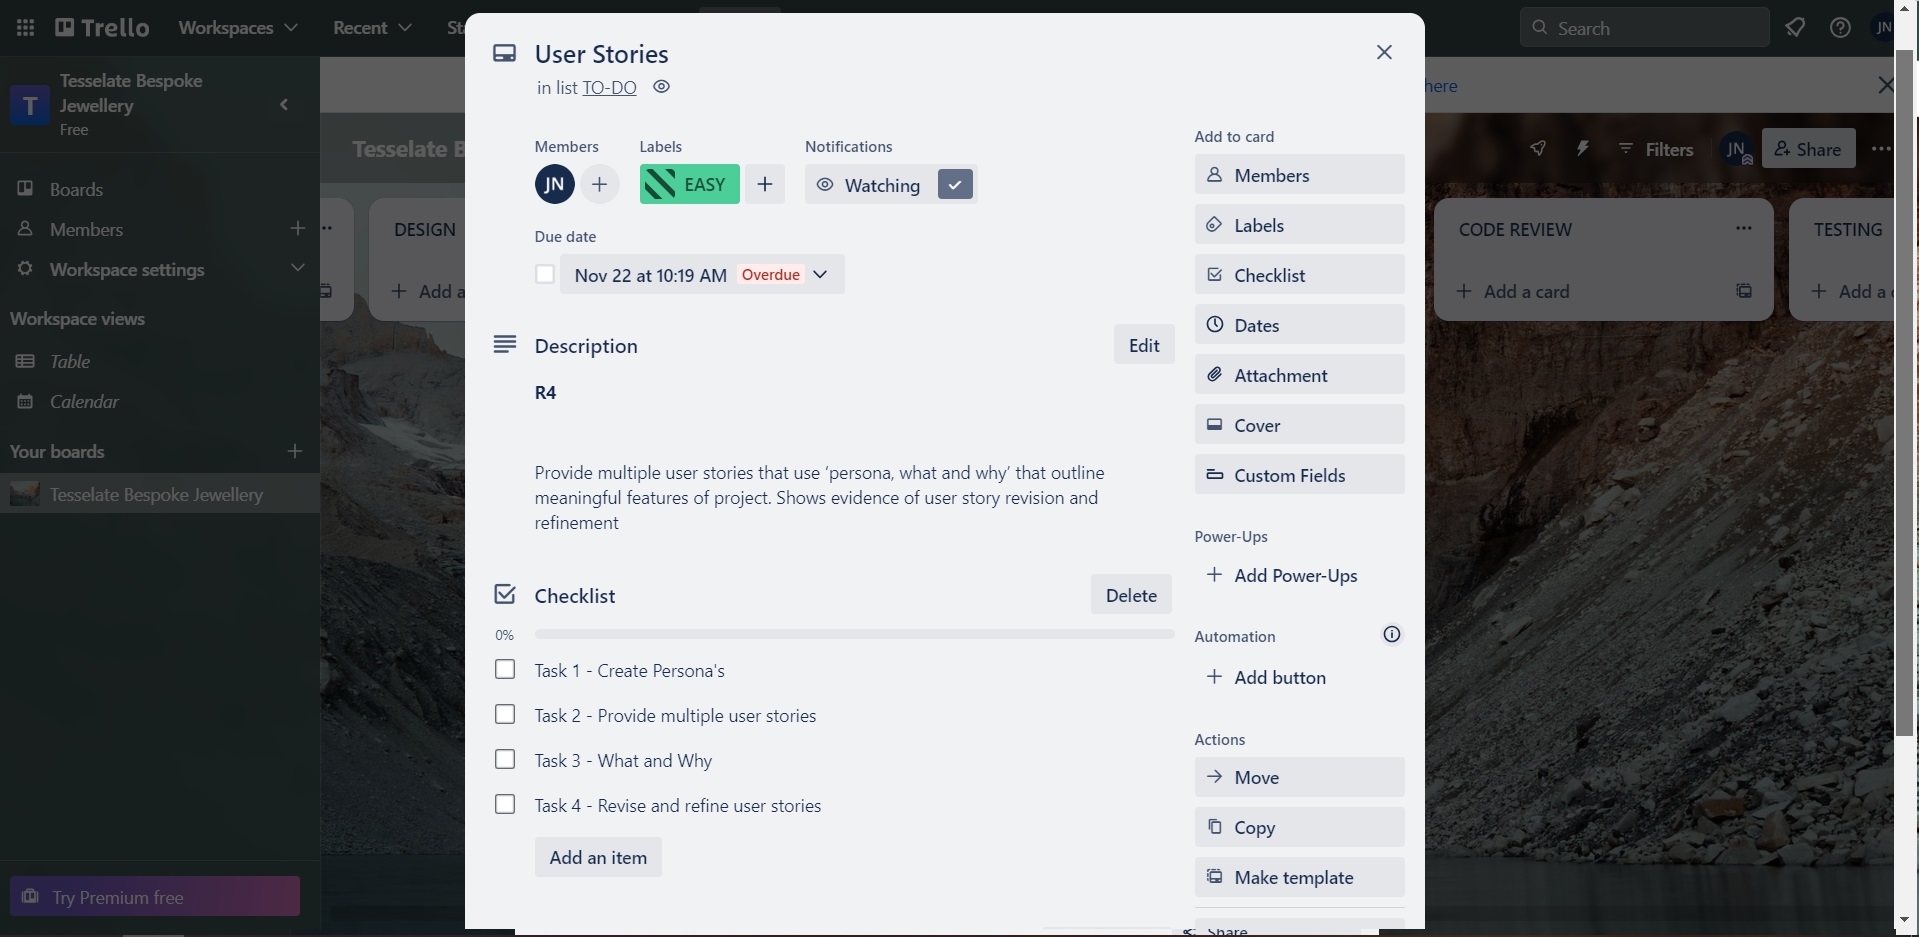 Trello
Workspaces
Recent
Search
JN
Tesselate Bespoke
Jewellery
Free
T
here
Tesselate B
Filters
JN
Share
Boards
Members
Workspace settings
Workspace views
Table
Calendar
Your boards
Tesselate Bespoke Jewellery
Try Premium free
DESIGN
Add a
CODE REVIEW
Add a card
TESTING
Add a
User Stories
in list TO-DO
Members
Labels
Notifications
JN
EASY
Watching
Due date
Nov 22 at 10:19 AM Overdue
Description
Edit
R4
Provide multiple user stories that use ‘persona, what and why’ that outline
meaningful features of project. Shows evidence of user story revision and
refinement
Checklist
Delete
0%
Task 1 - Create Persona's
Task 2 - Provide multiple user stories
Task 3 - What and Why
Task 4 - Revise and refine user stories
Add an item
Add to card
Members
Labels
Checklist
Dates
Attachment
Cover
Custom Fields
Power-Ups
Add Power-Ups
Automation
Add button
Actions
Move
Copy
Make template
Share